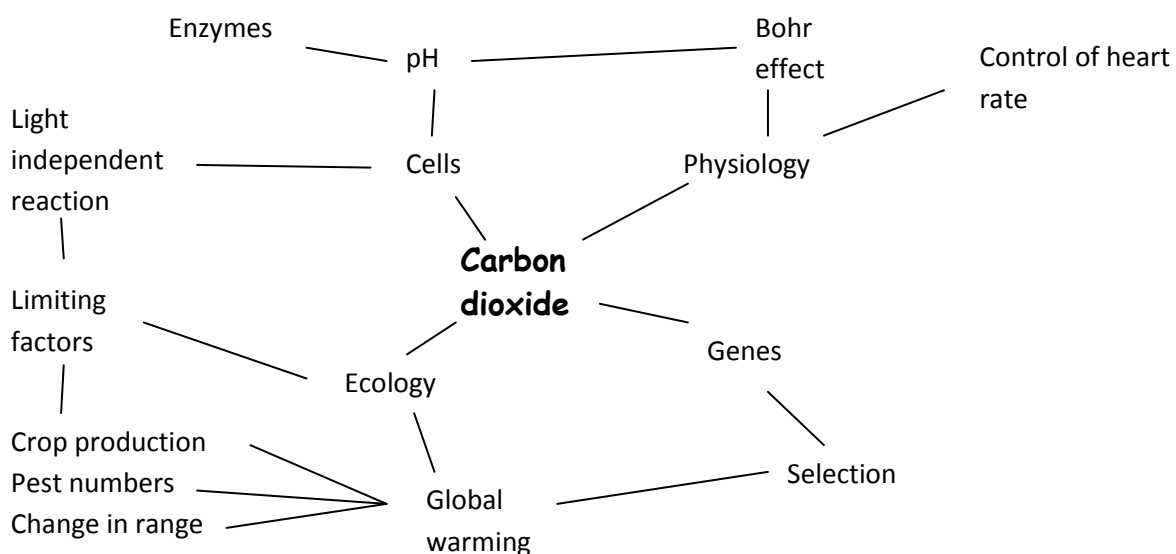 Enzymes
pH
Bohr
effect
Control of heart
rate
Light
independent
reaction
Cells
Physiology
Carbon
dioxide
Limiting
factors
Genes
Ecology
Crop production
Pest numbers
Change in range
Global
warming
Selection